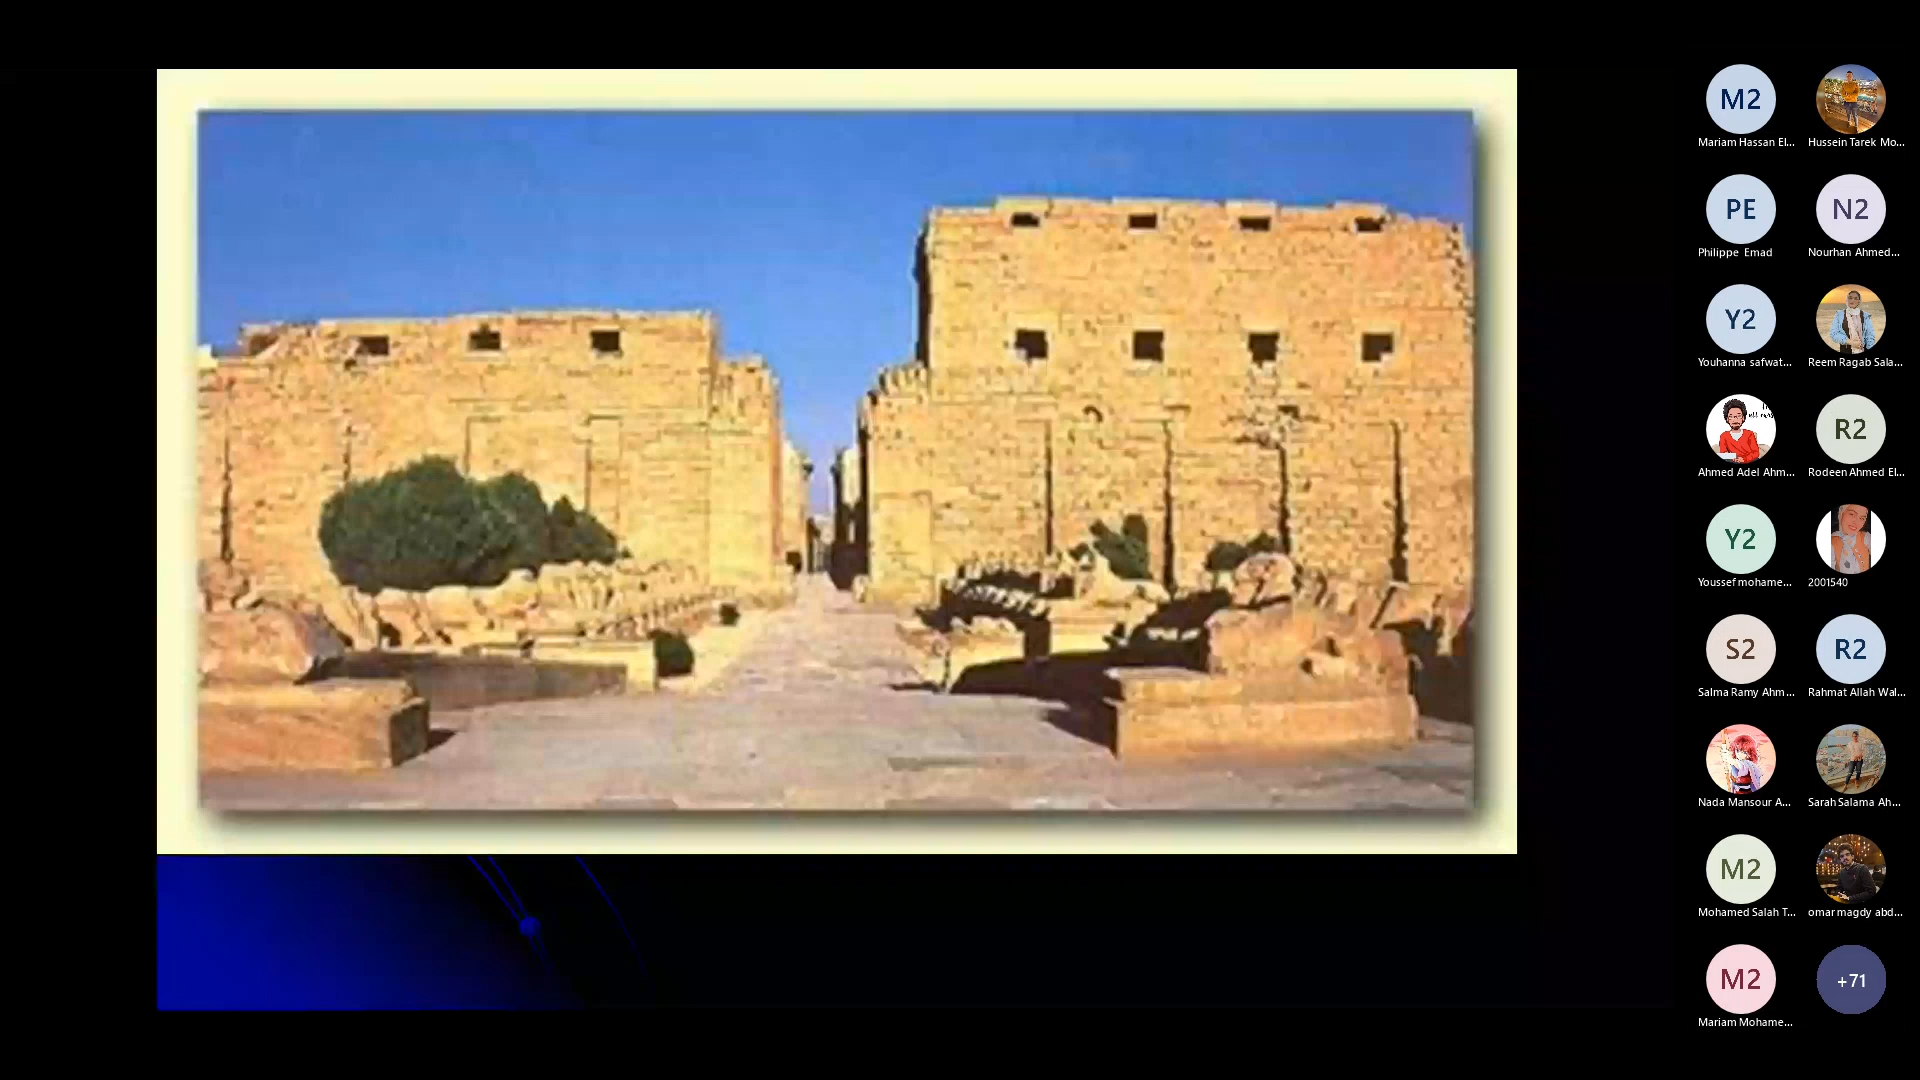 M2
Mariam Hassan El...
Hussein Tarek Mo...
PE
Philippe Emad
N2
Nourhan Ahmed...
Y2
Youhanna safwat...
Reem Ragab Sala...
Ahmed Adel Ahm...
R2
Rodeen Ahmed El...
Y2
Youssef mohame...
2001540
S2
Salma Ramy Ahm...
R2
Rahmat Allah Wal...
Nada Mansour A...
Sarah Salama Ah...
M2
Mohamed Salah T...
omar magdy abd...
M2
Mariam Mohame...
+71